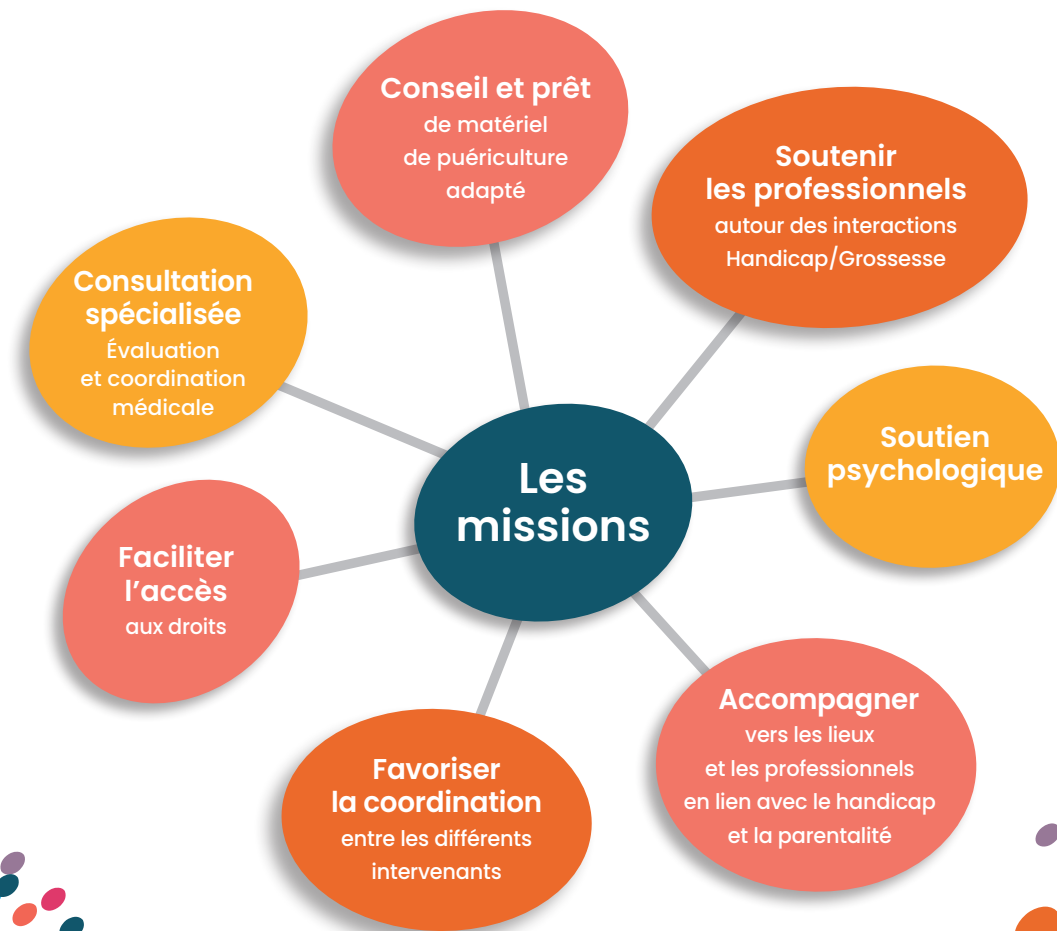 Conseil et prêt
de matériel
de puériculture
adapté
Soutenir
les professionnels
autour des interactions
Handicap/Grossesse
Consultation
spécialisée
Évaluation
et coordination
médicale
Soutien
psychologique
Les
missions
Faciliter
l’accès
aux droits
Accompagner
vers les lieux
et les professionnels
en lien avec le handicap
et la parentalité
Favoriser
la coordination
entre les différents
intervenants